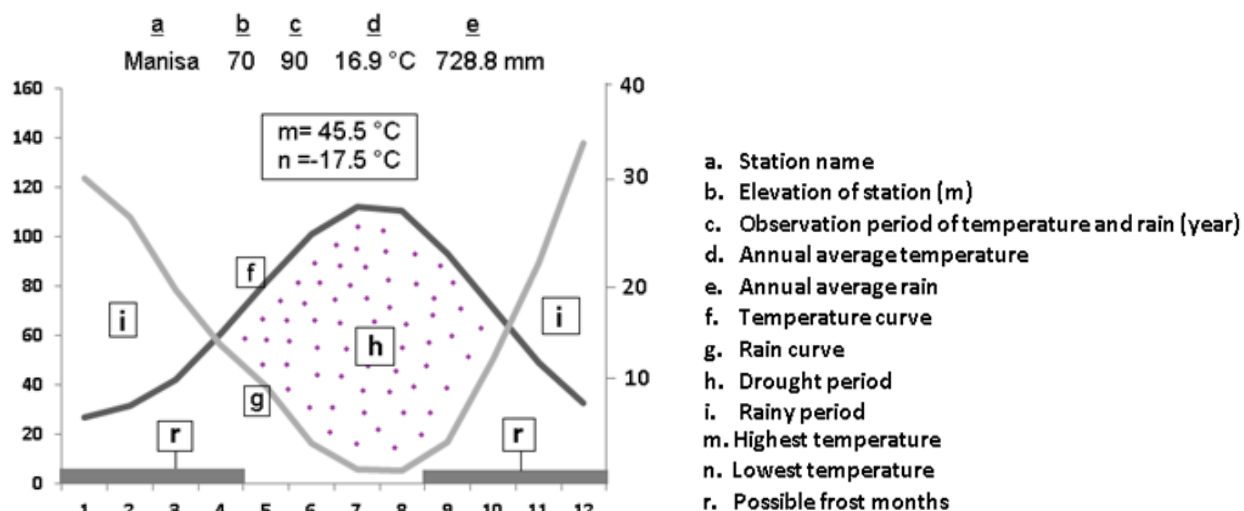 a b c d e
Manisa 70 90 16.9 °C 728.8 mm
160
140
120
100
80
60
40
20
0
40
30
20
10
m= 45.5 °C
n =-17.5 °C
f
i
i
h
g
r
r
1 2 3 4 5 6 7 8 9 10 11 12
a. Station name
b. Elevation of station (m)
c. Observation period of temperature and rain (year)
d. Annual average temperature
e. Annual average rain
f. Temperature curve
g. Rain curve
h. Drought period
i. Rainy period
m. Highest temperature
n. Lowest temperature
r. Possible frost months